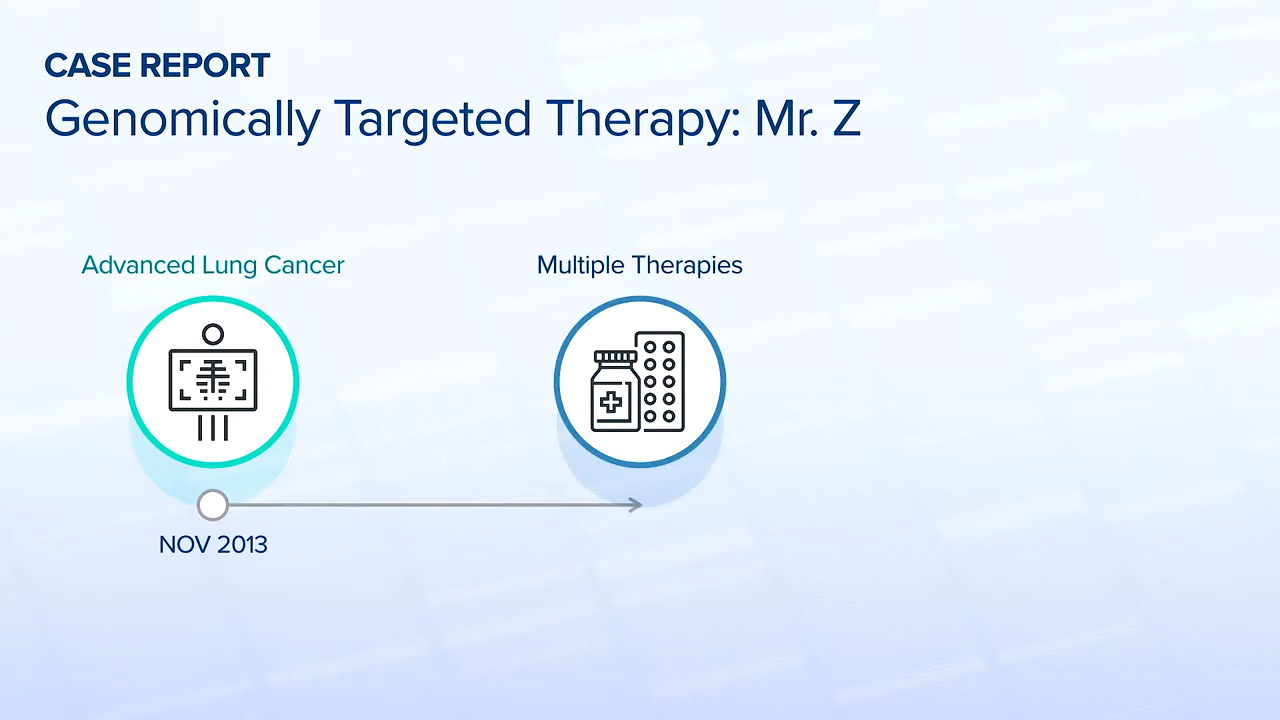 CASE REPORT
Genomically Targeted Therapy: Mr. Z
Advanced Lung Cancer
Multiple Therapies
NOV 2013